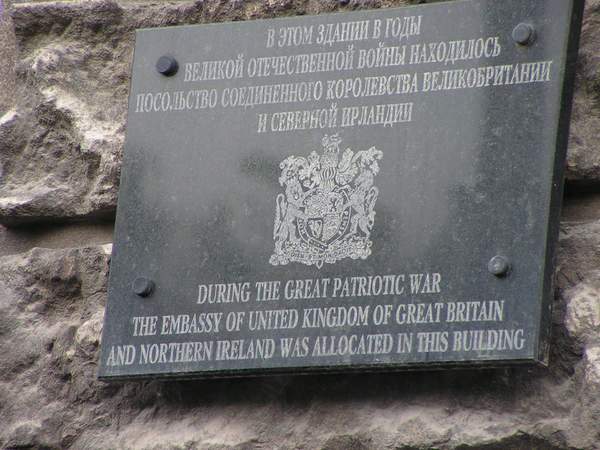 В ЭТОМ ЗДАНИИ В ГОДЫ
ВЕЛИКОЙ ОТЕЧЕСТВЕННОЙ ВОЙНЫ НАХОДИЛОСЬ
ПОСОЛЬСТВО СОЕДИНЕННОГО КОРОЛЕВСТВА ВЕЛИКОБРИТАНИИ
И СЕВЕРНОЙ ИРЛАНДИИ
DURING THE GREAT PATRIOTIC WAR
THE EMBASSY OF UNITED KINGDOM OF GREAT BRITAIN
AND NORTHERN IRELAND WAS ALLOCATED IN THIS BUILDING